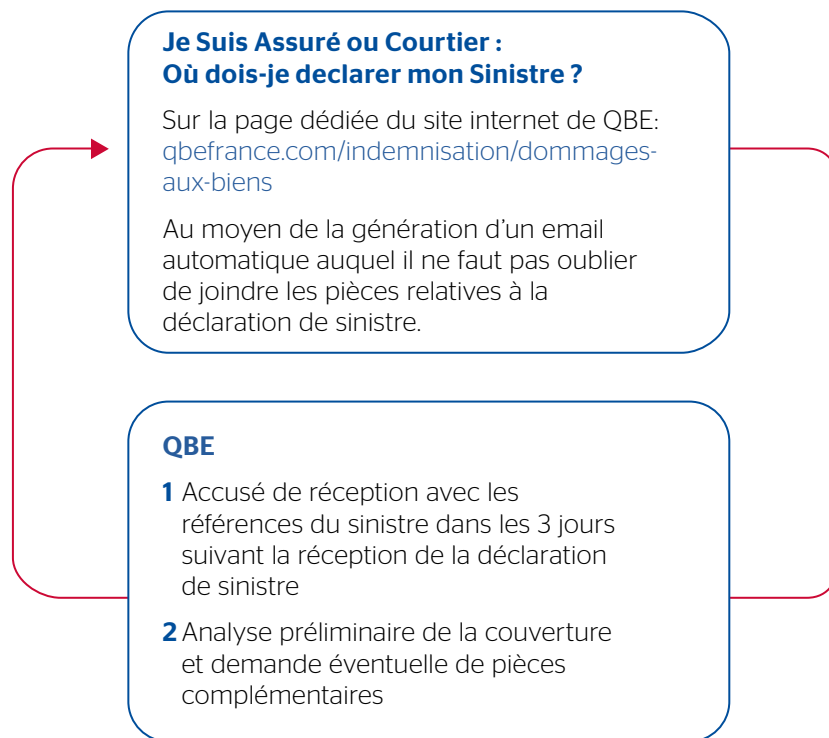 Je Suis Assuré ou Courtier :
Où dois-je declarer mon Sinistre ?
Sur la page dédiée du site internet de QBE:
qbefrance.com/indemnisation/dommages-
aux-biens
Au moyen de la génération d’un email
automatique auquel il ne faut pas oublier
de joindre les pièces relatives à la
déclaration de sinistre.
QBE
1 Accusé de réception avec les
références du sinistre dans les 3 jours
suivant la réception de la déclaration
de sinistre
2 Analyse préliminaire de la couverture
et demande éventuelle de pièces
complémentaires